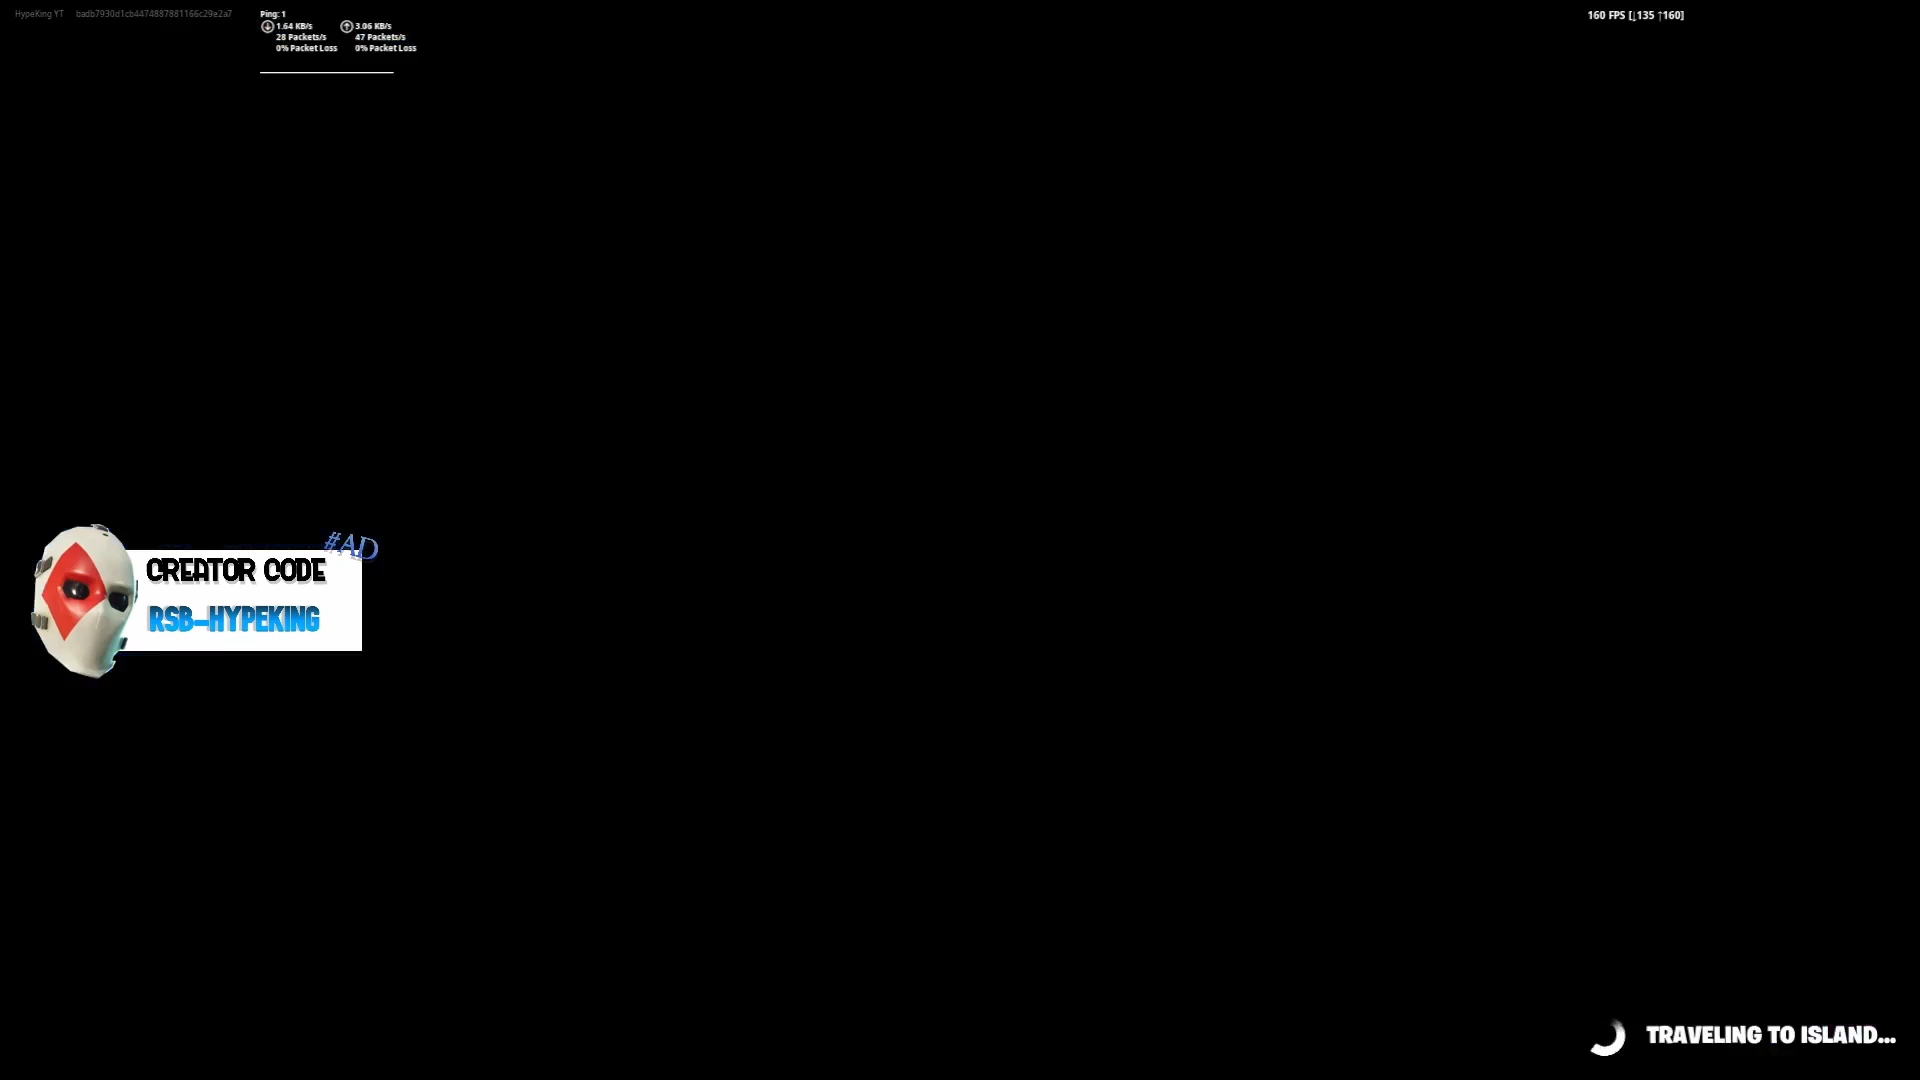 HypeKing YT badb7930d1cb4474887881166c29e2a7
Ping: 1
1.64 KB/s 3.06 KB/s
28 Packets/s 47 Packets/s
0% Packet Loss 0% Packet Loss
160 FPS [↓135 ↑160]
#AD
CREATOR CODE
RSB-HYPEKING
TRAVELING TO ISLAND...